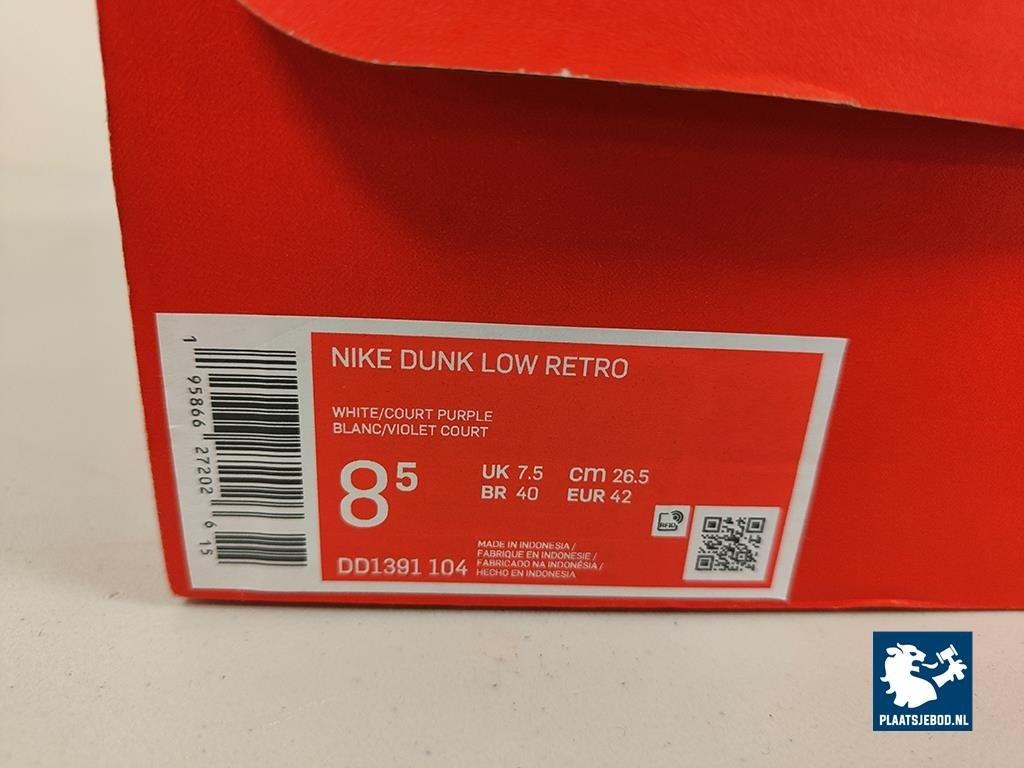 NIKE DUNK LOW RETRO
WHITE/COURT PURPLE
BLANC/VIOLET COURT
8 5
UK 7.5 cm 26.5
BR 40 EUR 42
RFID
MADE IN INDONESIA /
FABRIQUE EN INDONESIE /
FABRICADO NA INDONÉSIA /
HECHO EN INDONESIA
DD1391 104
1 95866 27202 6 15
PLAATSJEBOD.NL